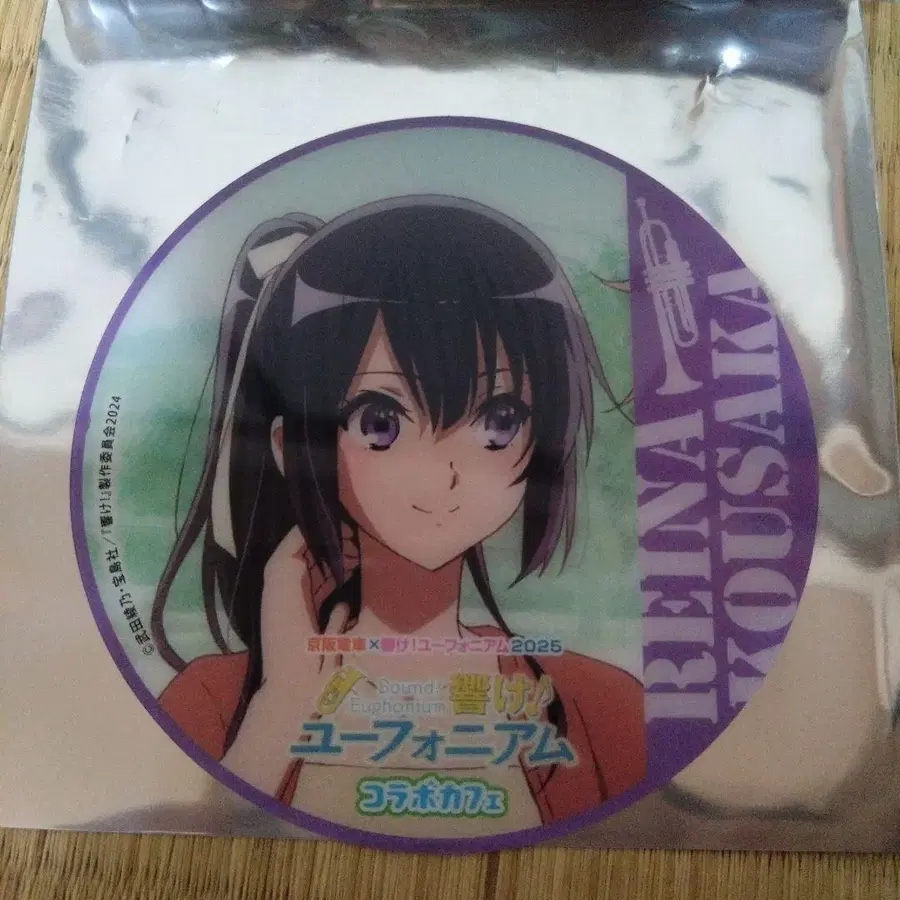 REINA
KOUSAKA
©武田綾乃・宝島社/『響け!』製作委員会2024
京阪電車×響け!ユーフォニアム2025
Sound!
Euphonium
響け!
ユーフォニアム
コラボカフェ